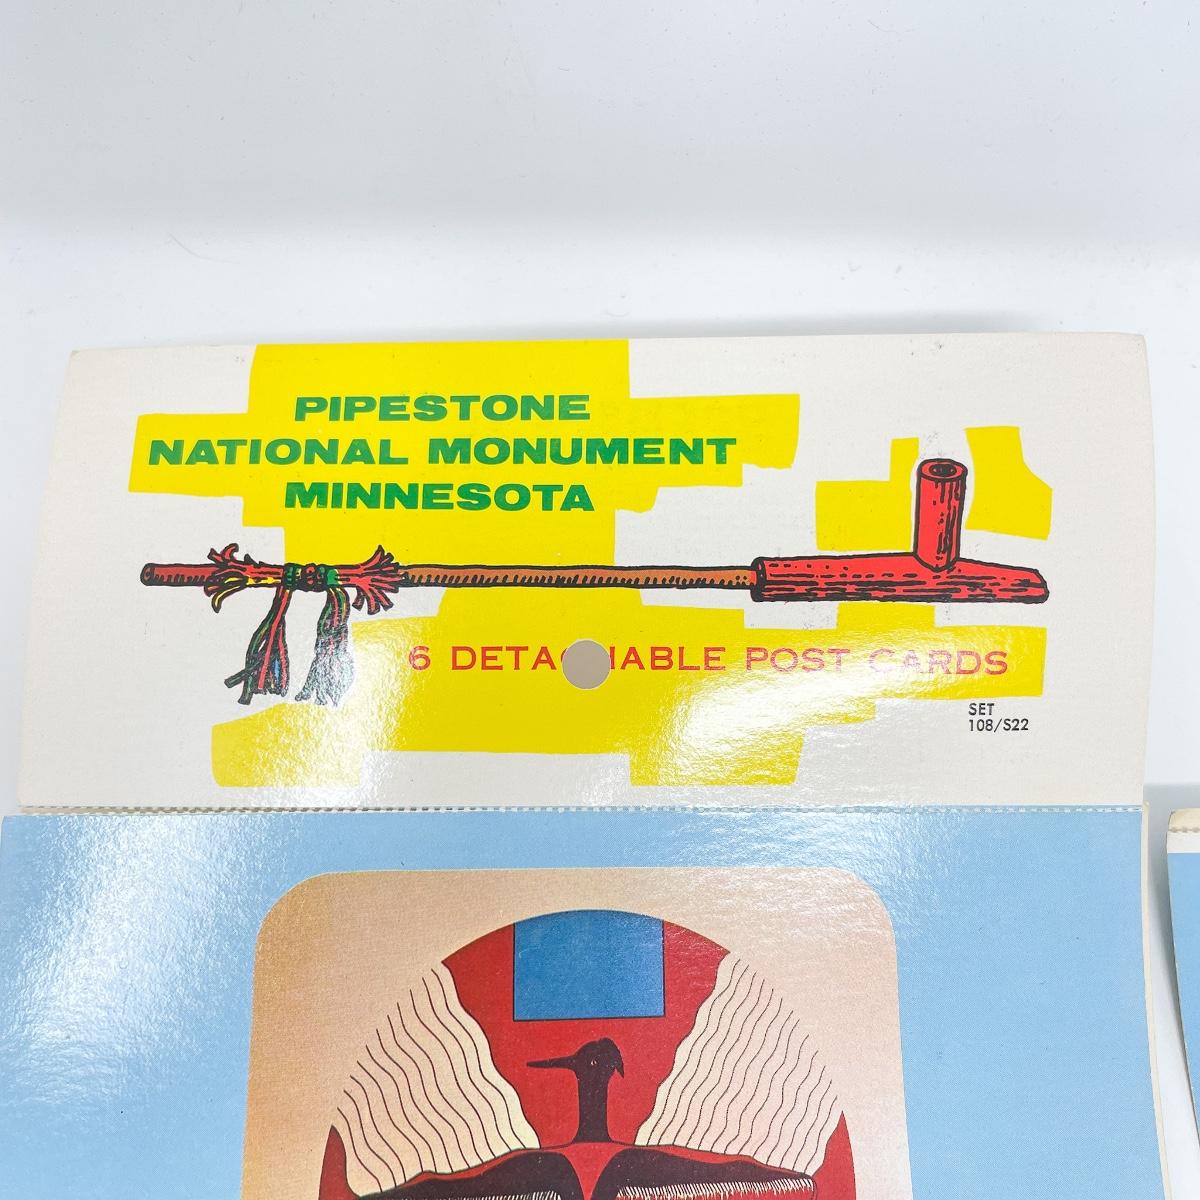 PIPESTONE
NATIONAL MONUMENT
MINNESOTA
6 DETACHABLE POST CARDS
SET
108/S22